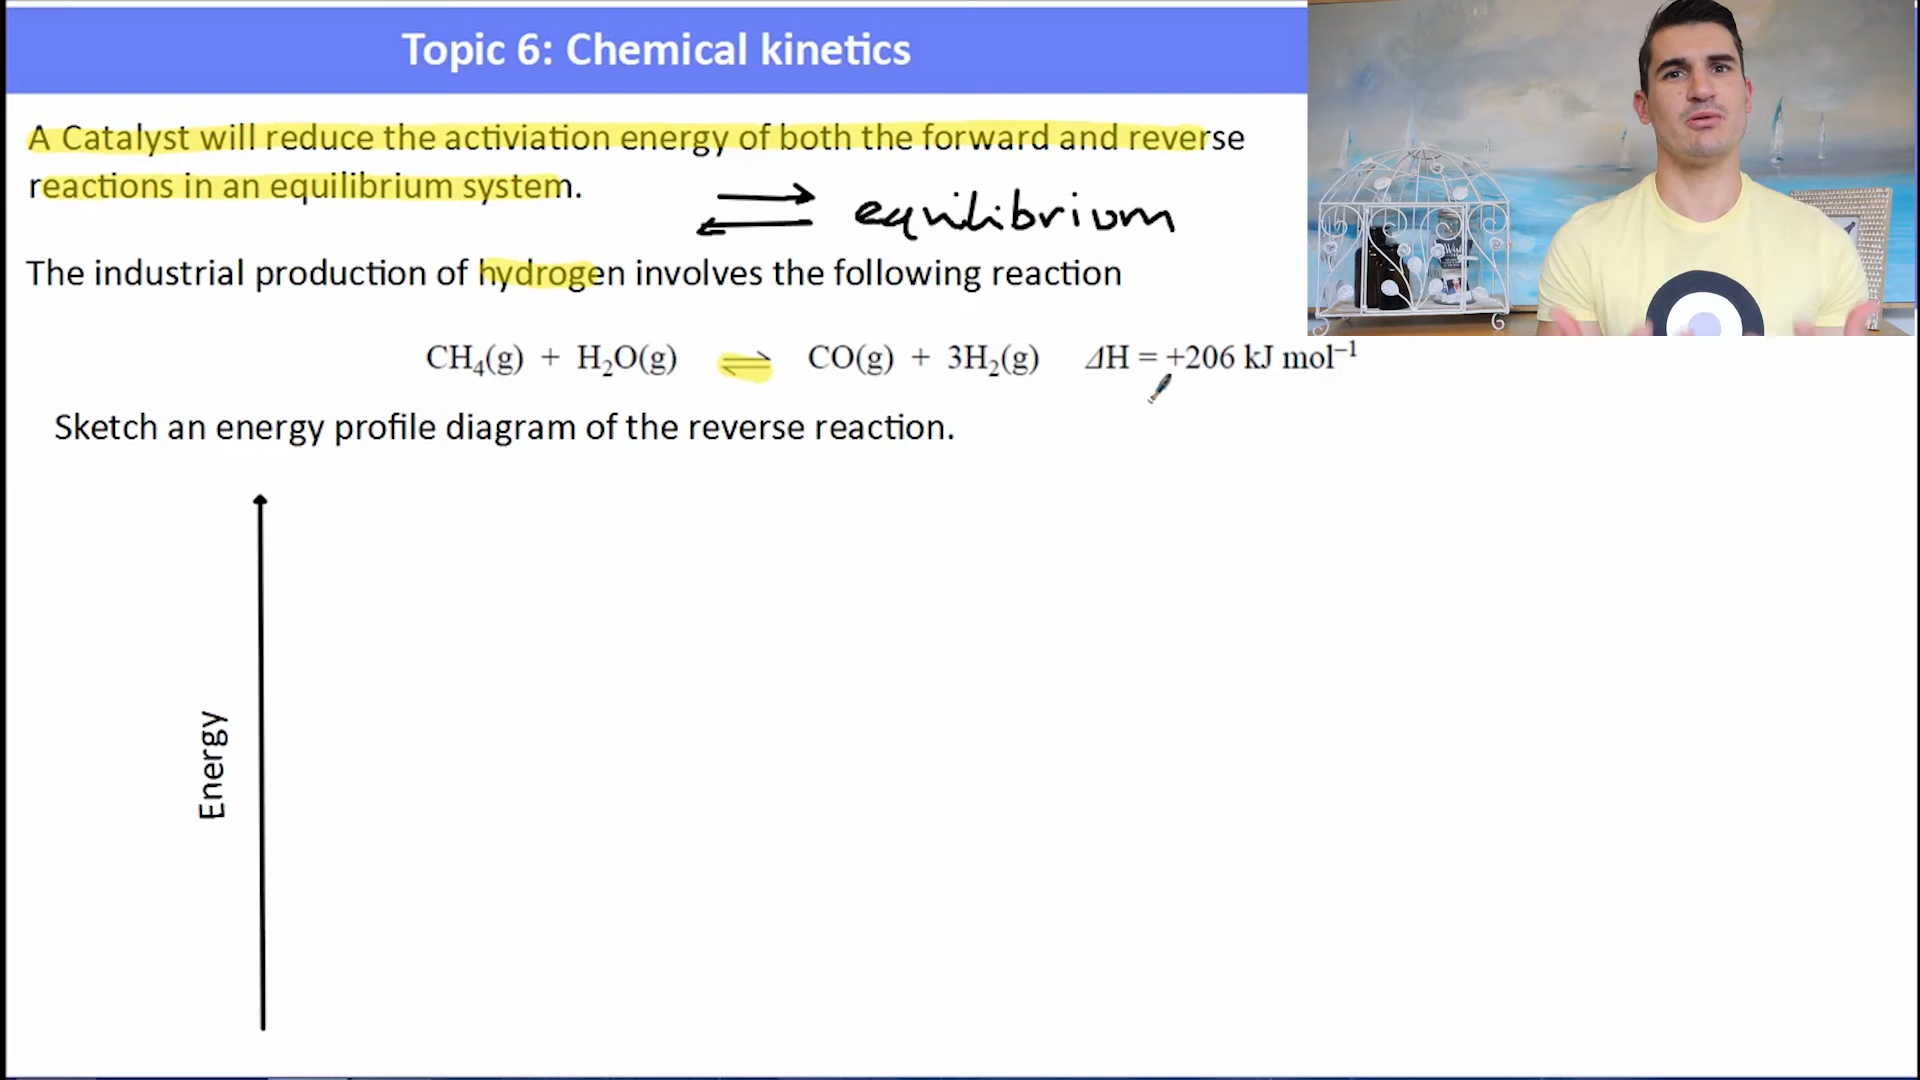 Topic 6: Chemical kinetics
A Catalyst will reduce the activiation energy of both the forward and reverse
reactions in an equilibrium system.
⇌ equilibrium
The industrial production of hydrogen involves the following reaction
CH₄(g) + H₂O(g) ⇌ CO(g) + 3H₂(g) ΔH = +206 kJ mol⁻¹
Sketch an energy profile diagram of the reverse reaction.
Energy